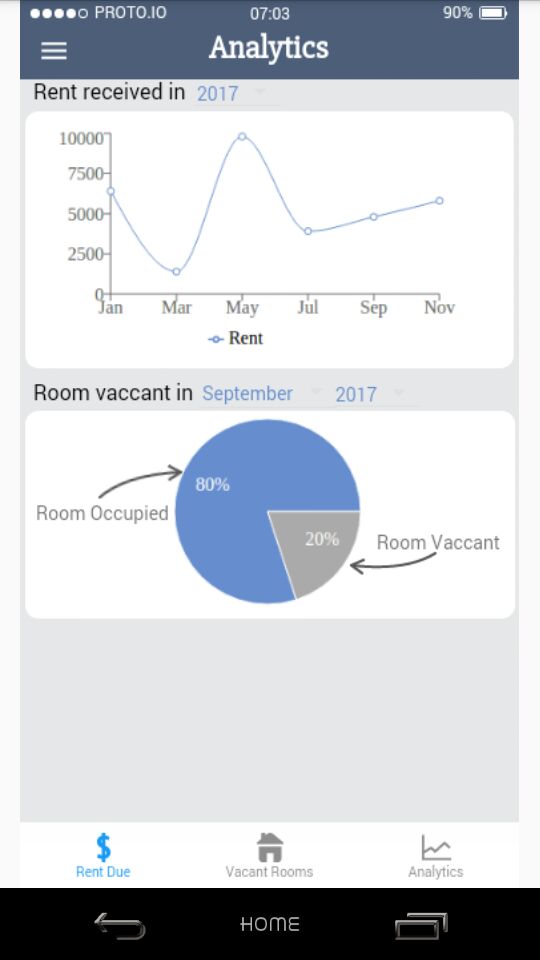 PROTO.IO 07:03 90%
Analytics
Rent received in 2017
10000
7500
5000
2500
0
Jan Mar May Jul Sep Nov
Rent
Room vaccant in September 2017
80%
Room Occupied
20%
Room Vaccant
$
Rent Due Vacant Rooms Analytics
HOME